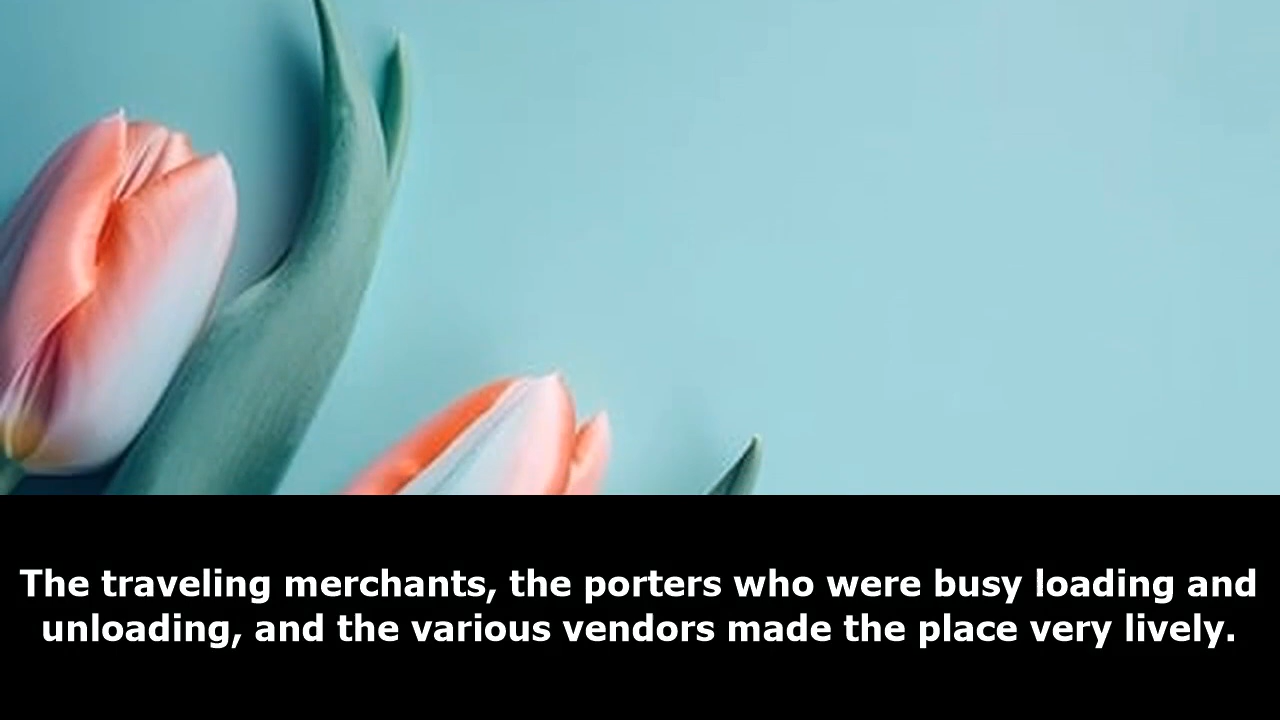 The traveling merchants, the porters who were busy loading and
unloading, and the various vendors made the place very lively.